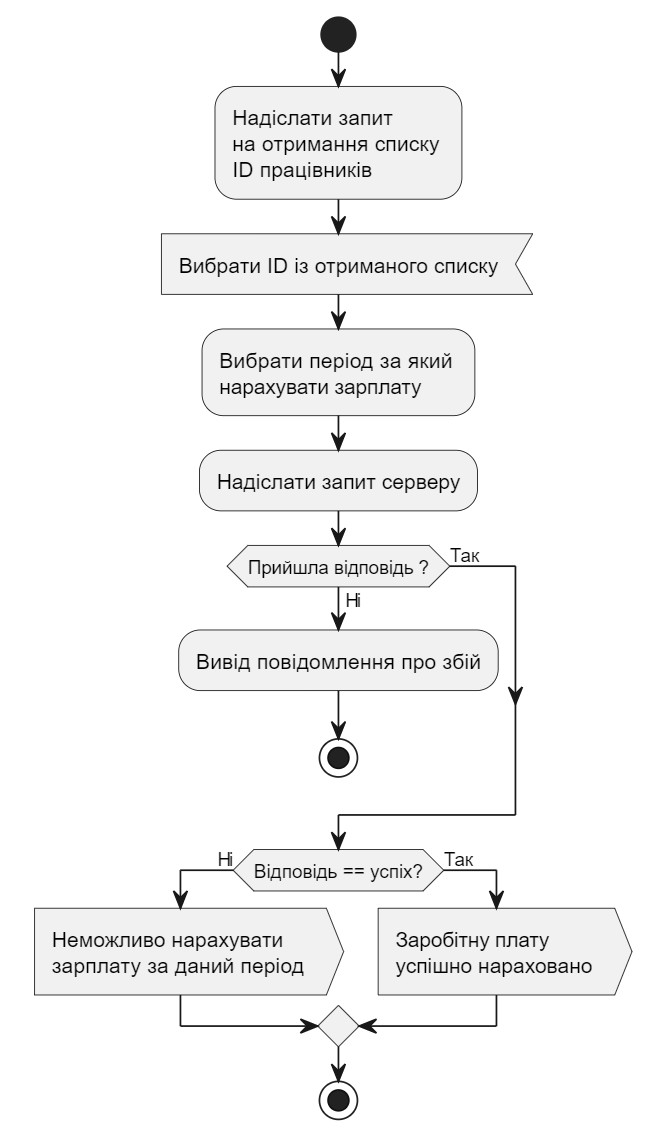 Надіслати запит
на отримання списку
ID працівників
Вибрати ID із отриманого списку
Вибрати період за який
нарахувати зарплату
Надіслати запит серверу
Прийшла відповідь ?
Так
Ні
Вивід повідомлення про збій
Ні
Відповідь == успіх?
Так
Неможливо нарахувати
зарплату за даний період
Заробітну плату
успішно нараховано